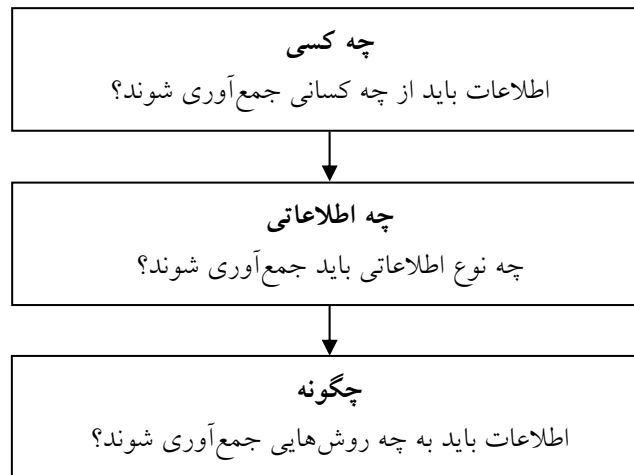 چه کسی
اطلاعات باید از چه کسانی جمع‌آوری شوند؟
چه اطلاعاتی
چه نوع اطلاعاتی باید جمع‌آوری شوند؟
چگونه
اطلاعات باید به چه روش‌هایی جمع‌آوری شوند؟